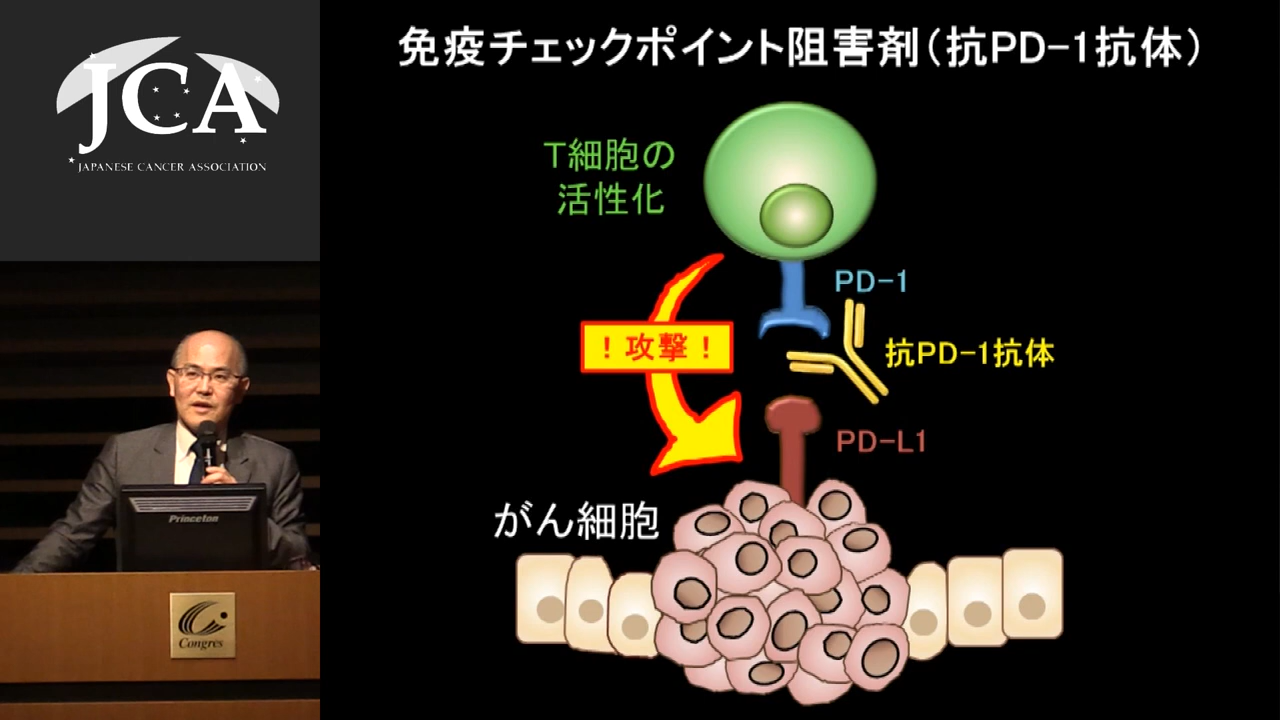 JCA
JAPANESE CANCER ASSOCIATION
免疫チェックポイント阻害剤（抗PD-1抗体）
T細胞の
活性化
PD-1
！攻撃！
抗PD-1抗体
PD-L1
がん細胞
Princeton
Congrès